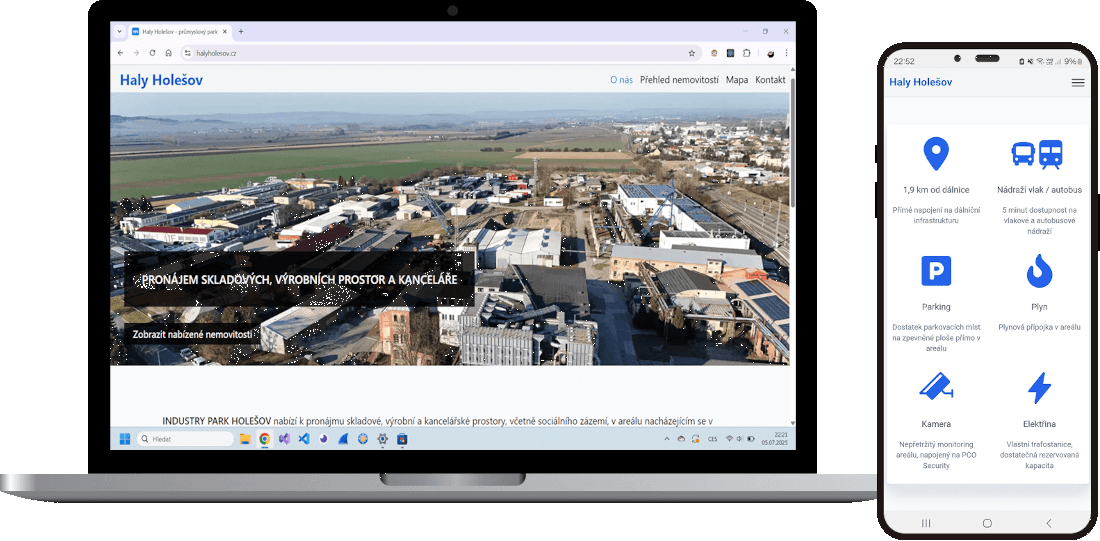 Haly Holešov - průmyslový park
halyholesov.cz
Haly Holešov
O nás Přehled nemovitostí Mapa Kontakt
PRONÁJEM SKLADOVÝCH, VÝROBNÍCH PROSTOR A KANCELÁŘE
Zobrazit nabízené nemovitosti
INDUSTRY PARK HOLEŠOV nabízí k pronájmu skladové, výrobní a kancelářské prostory, včetně sociálního zázemí, v areálu nacházejícím se v
Hledat
CES
22:21
05.07.2025
22:52
9%
Haly Holešov
1,9 km od dálnice
Přímé napojení na dálniční
infrastrukturu
Nádraží vlak / autobus
5 minut dostupnost na
vlakové a autobusové
nádraží
P
Parking
Dostatek parkovacích míst
na zpevněné ploše přímo v
areálu
Plyn
Plynová přípojka v areálu
Kamera
Nepřetržitý monitoring
areálu, napojený na PCO
Security
Elektřina
Vlastní trafostanice,
dostatečná rezervovaná
kapacita